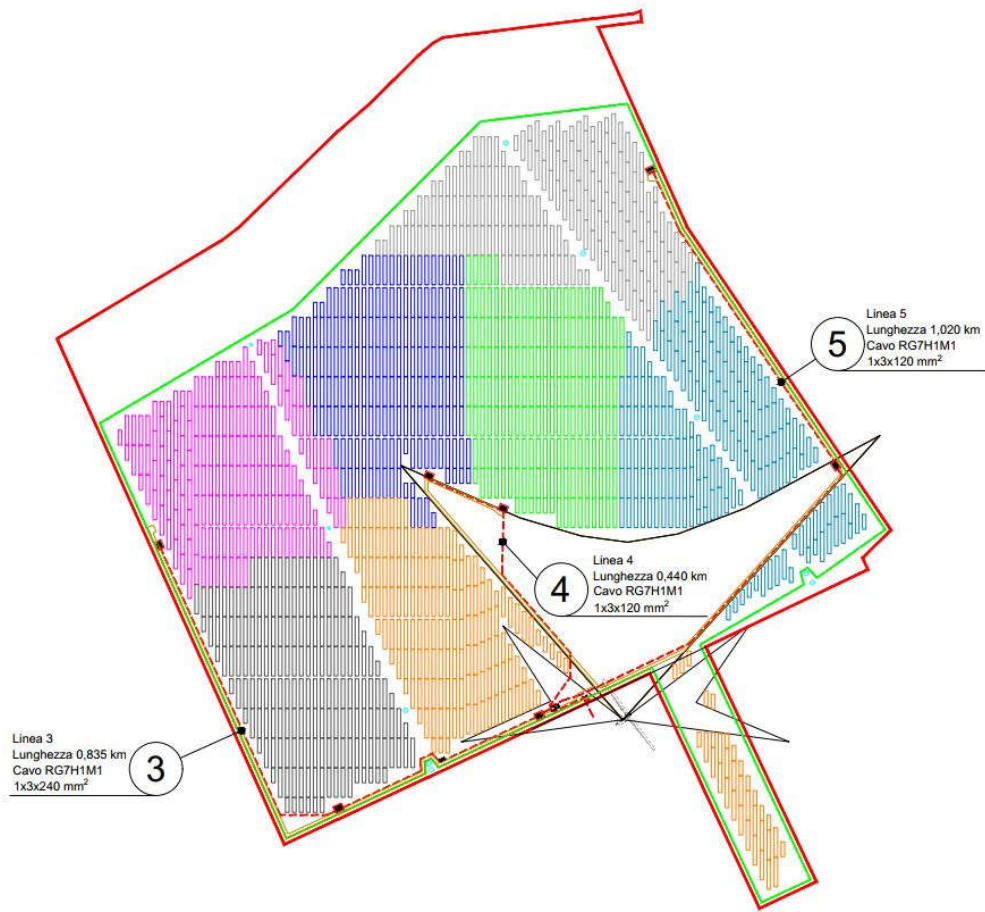 Linea 5
Lunghezza 1,020 km
Cavo RG7H1M1
1x3x120 mm²
5
Linea 4
Lunghezza 0,440 km
Cavo RG7H1M1
1x3x120 mm²
4
Linea 3
Lunghezza 0,835 km
Cavo RG7H1M1
1x3x240 mm²
3